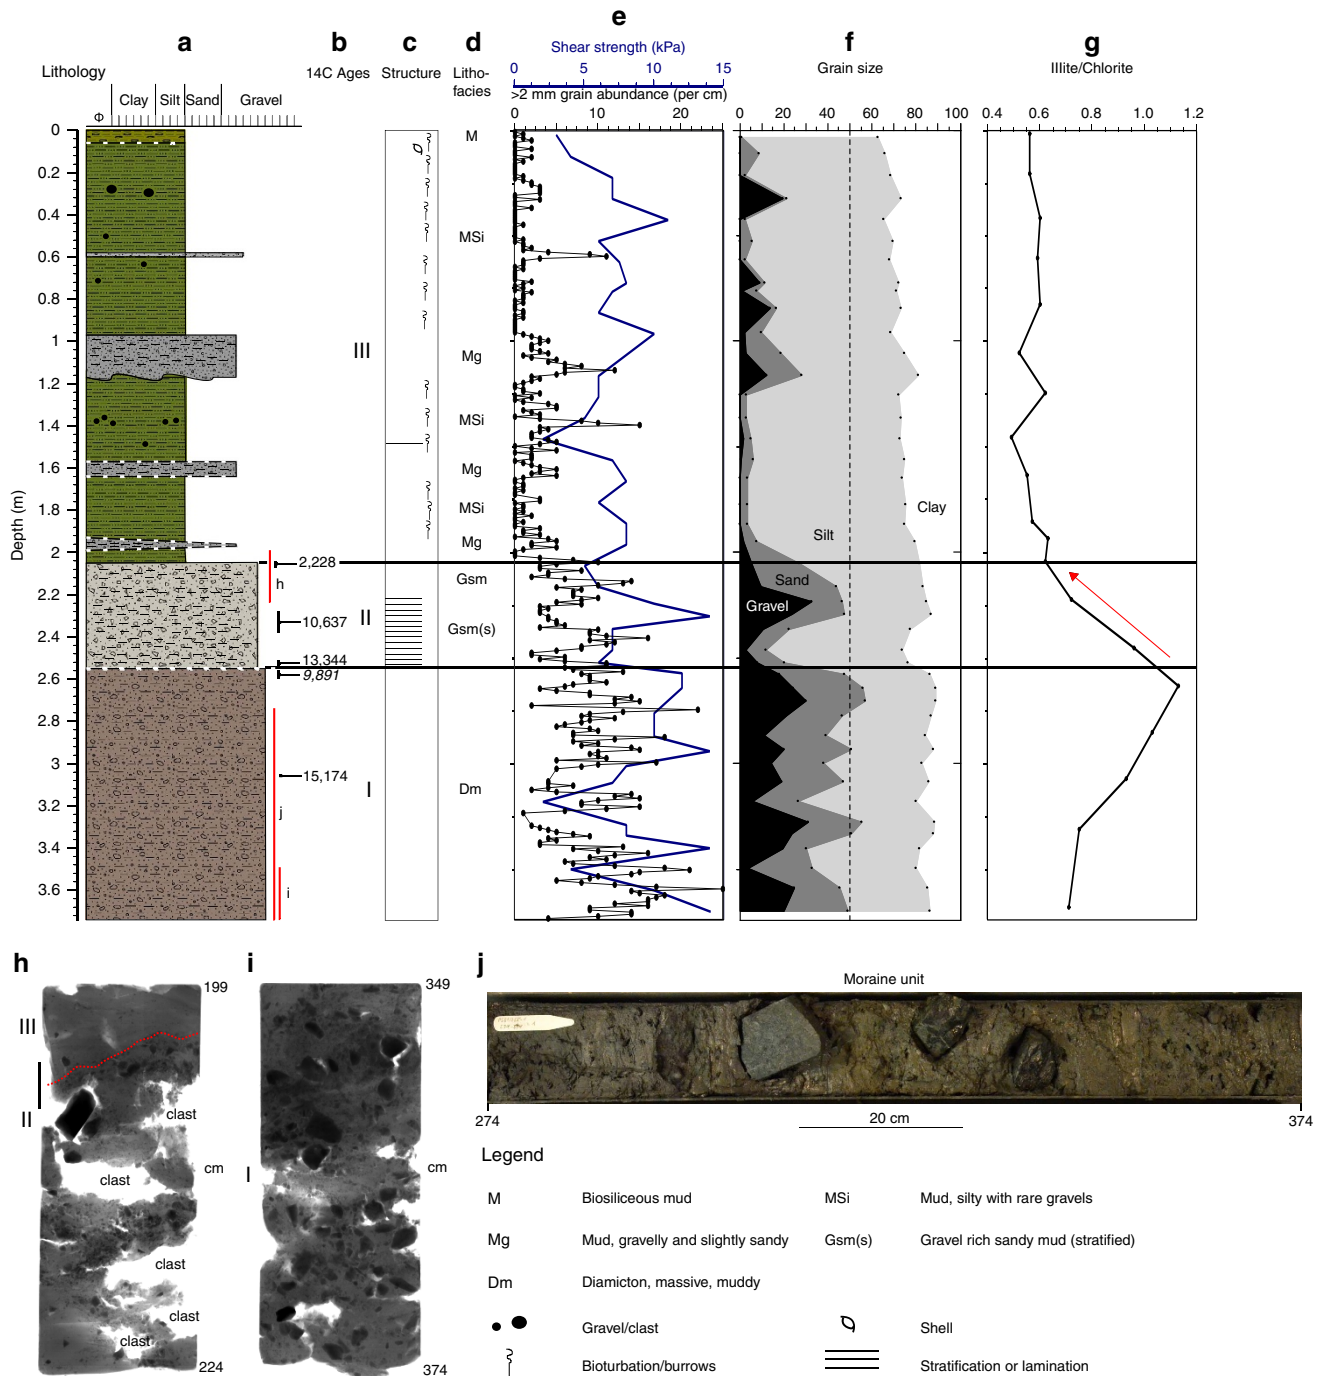 a b c d e f g
Lithology 14C Ages Structure Litho-facies Shear strength (kPa) Grain size Illite/Chlorite
0 5 10 15
>2 mm grain abundance (per cm)
Φ Clay Silt Sand Gravel
0 10 20
0 20 40 60 80 100
0.4 0.6 0.8 1.0 1.2
Depth (m)
0
0.2
0.4
0.6
0.8
1
1.2
1.4
1.6
1.8
2
2.2
2.4
2.6
2.8
3
3.2
3.4
3.6
h
j
i
2,228
10,637
13,344
9,891
15,174
III
II
I
M
MSi
Mg
MSi
Mg
MSi
Mg
Gsm
Gsm(s)
Dm
Clay
Silt
Sand
Gravel
h
199
III
II
clast
clast
cm
clast
clast
clast
224
i
349
I
cm
374
j
Moraine unit
274 20 cm 374
Legend
M Biosiliceous mud MSi Mud, silty with rare gravels
Mg Mud, gravelly and slightly sandy Gsm(s) Gravel rich sandy mud (stratified)
Dm Diamicton, massive, muddy
Gravel/clast Shell
Bioturbation/burrows Stratification or lamination